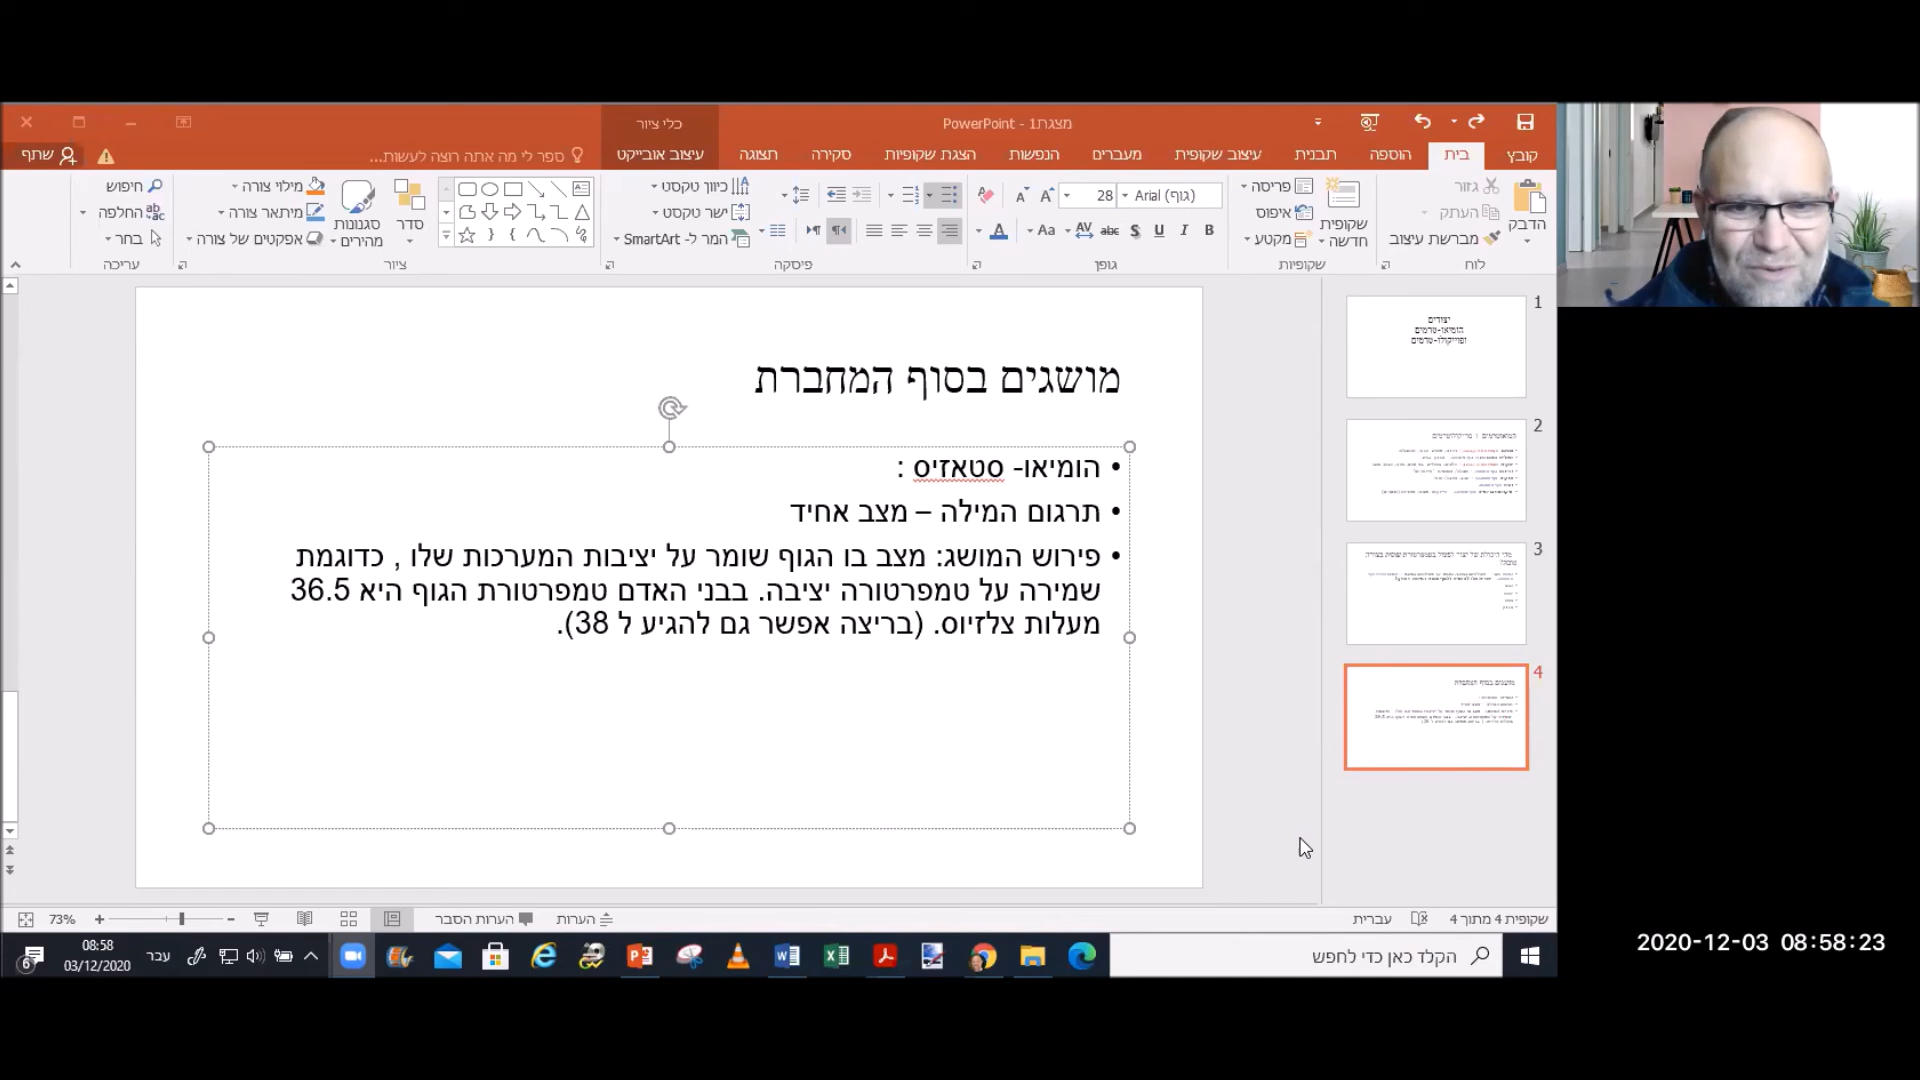 מצגת1 - PowerPoint
כלי ציור
קובץ
בית
הוספה
תבנית
עיצוב שקופית
מעברים
הנפשות
הצגת שקופיות
סקירה
תצוגה
עיצוב אובייקט
ספר לי מה אתה רוצה לעשות...
שתף
הדבק
גזור
העתק
מברשת עיצוב
לוח
שקופית חדשה
פריסה
איפוס
מקטע
שקופיות
Arial (גוף)
28
גופן
כיוון טקסט
ישר טקסט
המר ל- SmartArt
פיסקה
סדר
סגנונות מהירים
מילוי צורה
מיתאר צורה
אפקטים של צורה
ציור
חיפוש
החלפה
בחר
עריכה
מושגים בסוף המחברת
• הומיאו- סטאזיס :
• תרגום המילה – מצב אחיד
• פירוש המושג: מצב בו הגוף שומר על יציבות המערכות שלו , כדוגמת
שמירה על טמפרטורה יציבה. בבני האדם טמפרטורת הגוף היא 36.5
מעלות צלזיוס. (בריצה אפשר גם להגיע ל 38).
1
2
3
4
שקופית 4 מתוך 4
עברית
הערות
הערות הסבר
73%
הקלד כאן כדי לחפש
עבר
08:58
03/12/2020
6
2020-12-03 08:58:23